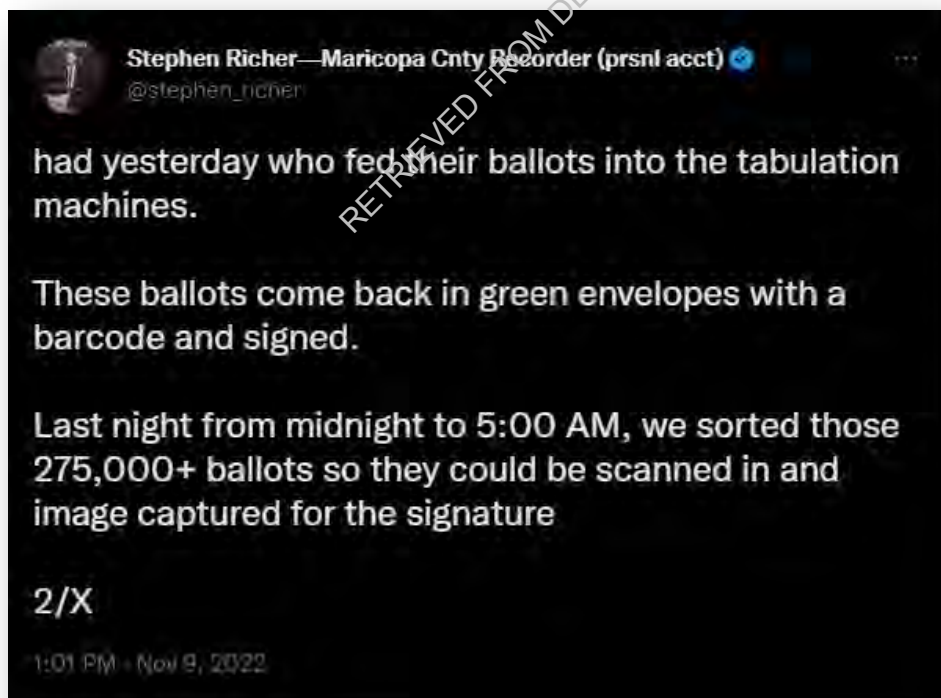 RETRIEVED FROM DE
Stephen Richer—Maricopa Cnty Recorder (prsnl acct)
@stephen_richer
had yesterday who fed their ballots into the tabulation
machines.
These ballots come back in green envelopes with a
barcode and signed.
Last night from midnight to 5:00 AM, we sorted those
275,000+ ballots so they could be scanned in and
image captured for the signature
2/X
1:01 PM · Nov 9, 2022